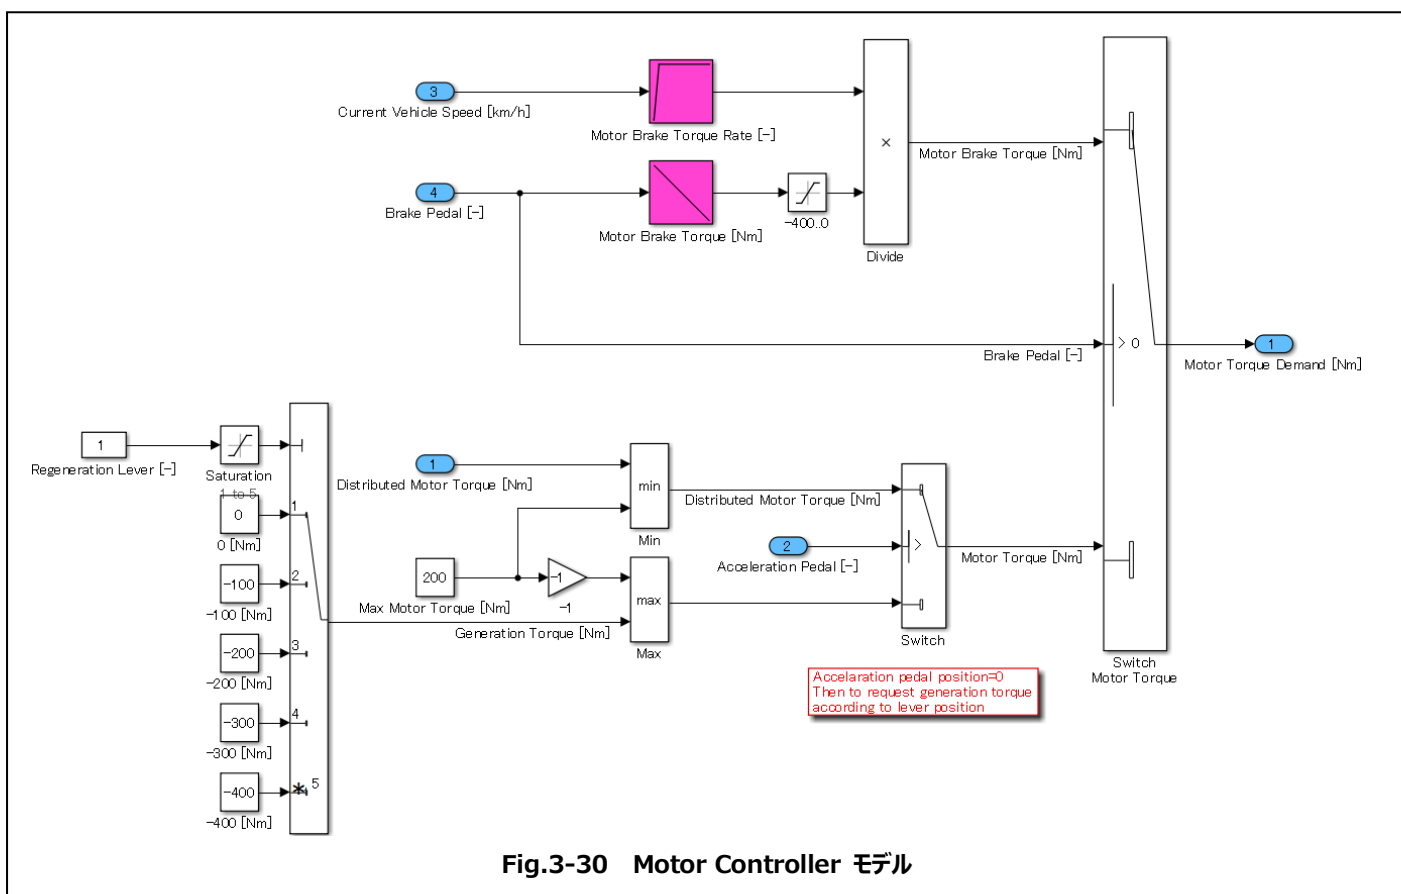 3
Current Vehicle Speed [km/h]
Motor Brake Torque Rate [-]
4
Brake Pedal [-]
Motor Brake Torque [Nm]
-400..0
×
Divide
Motor Brake Torque [Nm]
Brake Pedal [-]
> 0
1
Motor Torque Demand [Nm]
Switch
Motor Torque
1
Regeneration Lever [-]
Saturation
1 to 5
0
0 [Nm]
-100
-100 [Nm]
-200
-200 [Nm]
-300
-300 [Nm]
-400
-400 [Nm]
1
2
3
4
* 5
1
Distributed Motor Torque [Nm]
200
Max Motor Torque [Nm]
-1
-1
Generation Torque [Nm]
min
Min
max
Max
Distributed Motor Torque [Nm]
2
Acceleration Pedal [-]
>
Switch
Motor Torque [Nm]
Accelaration pedal position=0
Then to request generation torque
according to lever position
Fig.3-30 Motor Controller モデル